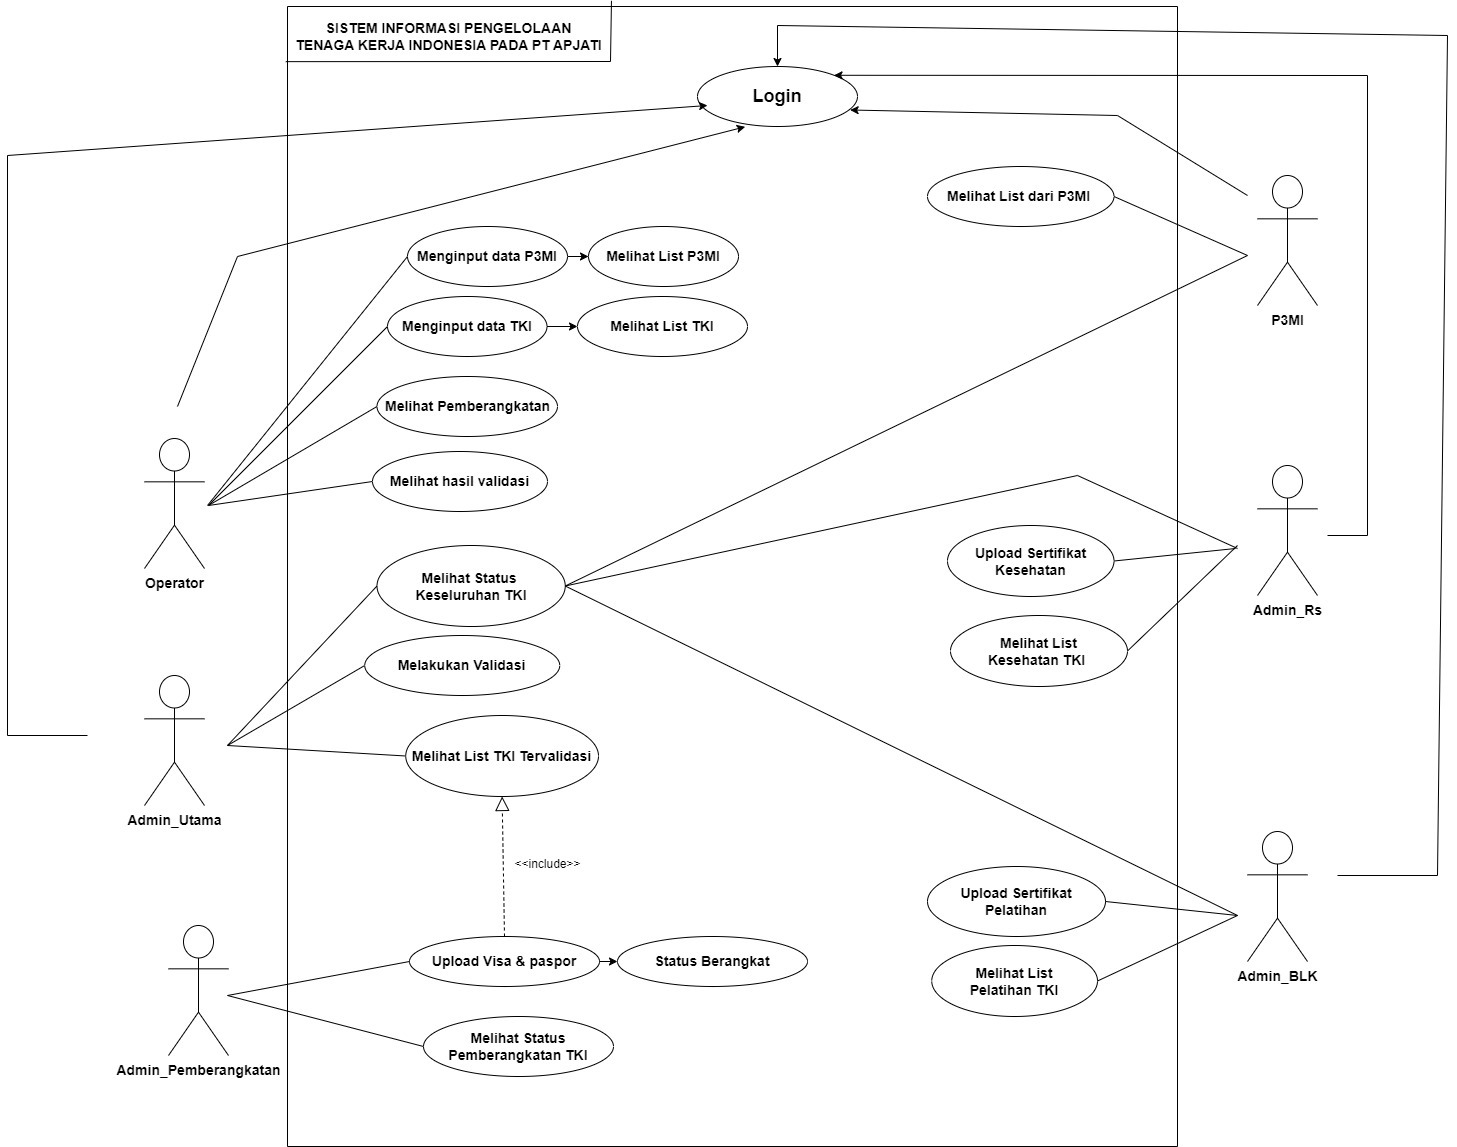 SISTEM INFORMASI PENGELOLAAN
TENAGA KERJA INDONESIA PADA PT APJATI
Login
Melihat List dari P3MI
P3MI
Menginput data P3MI
Melihat List P3MI
Menginput data TKI
Melihat List TKI
Melihat Pemberangkatan
Melihat hasil validasi
Operator
Melihat Status
Keseluruhan TKI
Upload Sertifikat
Kesehatan
Admin_Rs
Melihat List
Kesehatan TKI
Melakukan Validasi
Melihat List TKI Tervalidasi
Admin_Utama
<<include>>
Upload Sertifikat
Pelatihan
Upload Visa & paspor
Status Berangkat
Melihat List
Pelatihan TKI
Admin_BLK
Melihat Status
Pemberangkatan TKI
Admin_Pemberangkatan